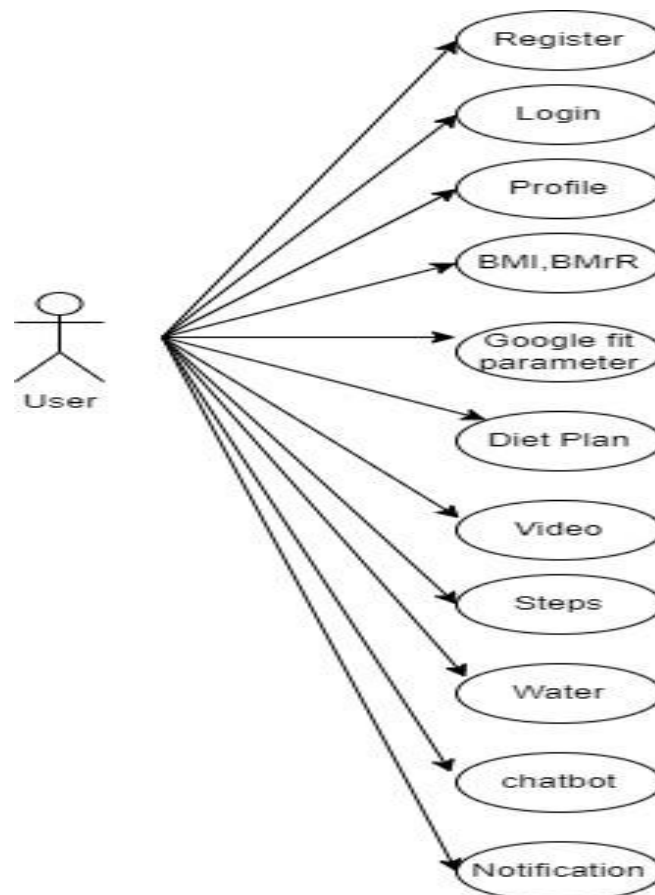 Register
Login
Profile
BMI,BMrR
Google fit
parameter
User
Diet Plan
Video
Steps
Water
chatbot
Notification